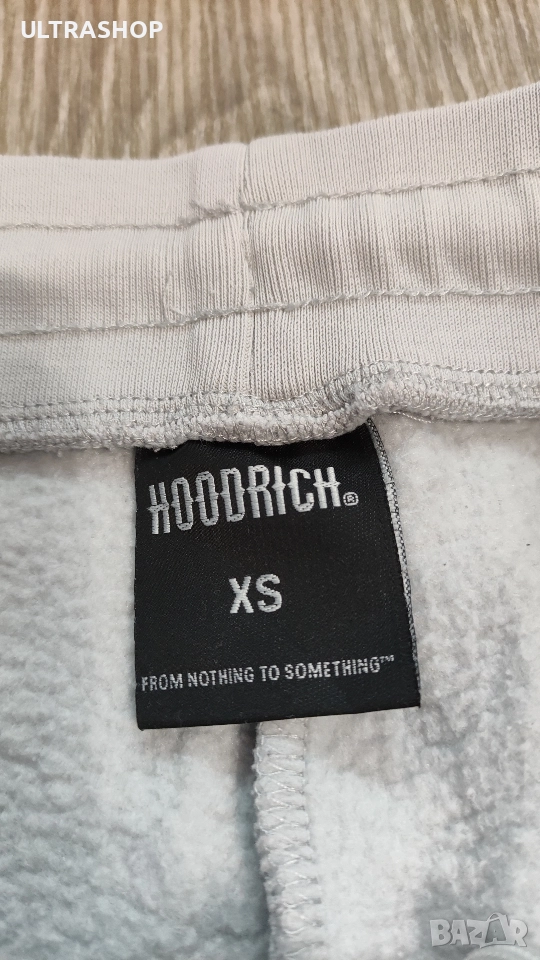 ULTRASHOP
HOODRICH®
XS
FROM NOTHING TO SOMETHING™
BAZAR